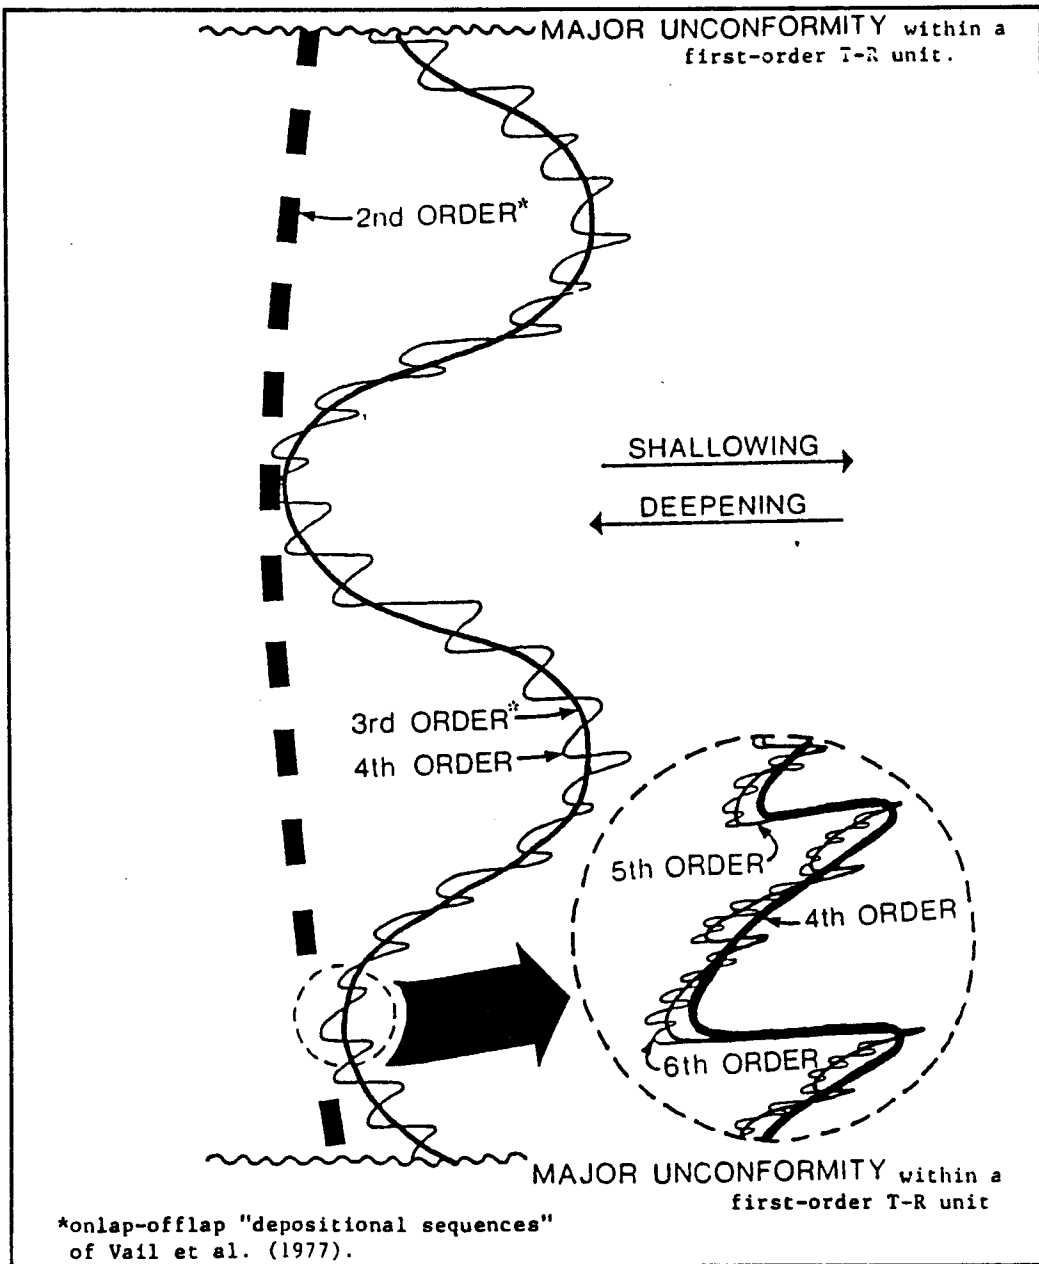 MAJOR UNCONFORMITY within a
first-order T-R unit.
2nd ORDER*
SHALLOWING
DEEPENING
3rd ORDER*
4th ORDER
5th ORDER
4th ORDER
6th ORDER
MAJOR UNCONFORMITY within a
first-order T-R unit
*onlap-offlap "depositional sequences"
of Vail et al. (1977).